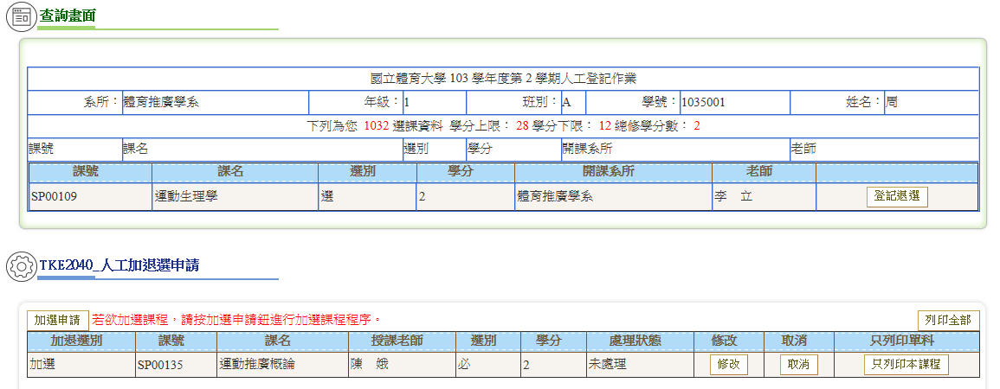 查詢畫面
國立體育大學 103 學年度第 2 學期人工登記作業
系所： 體育推廣學系 年級： 1 班別： A 學號： 1035001 姓名： 周
下列為您 1032 選課資料 學分上限： 28 學分下限： 12 總修學分數： 2
課號 課名 選別 學分 開課系所 老師
課號 課名 選別 學分 開課系所 老師
SP00109 運動生理學 選 2 體育推廣學系 李 立 登記退選
TKE2040_人工加退選申請
加選申請 若欲加選課程，請按加選申請鈕進行加選課程程序。 列印全部
加退選別 課號 課名 授課老師 選別 學分 處理狀態 修改 取消 只列印單科
加選 SP00135 運動推廣概論 陳 娥 必 2 未處理 修改 取消 只列印本課程